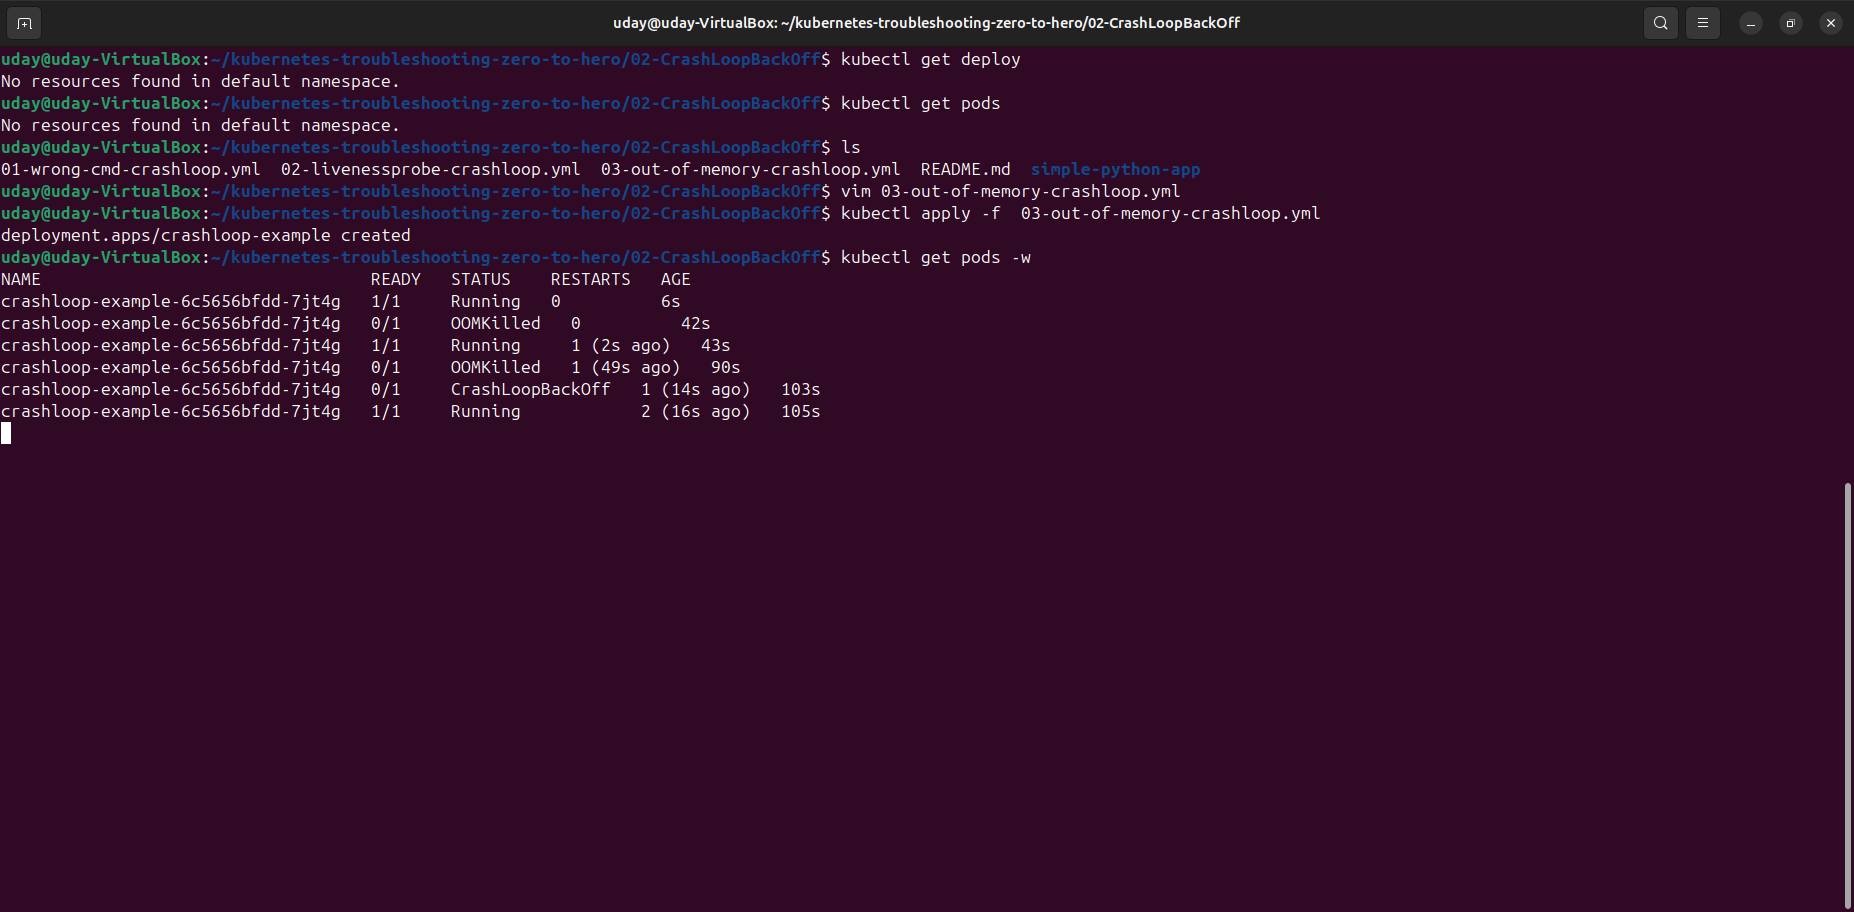 uday@uday-VirtualBox: ~/kubernetes-troubleshooting-zero-to-hero/02-CrashLoopBackOff
uday@uday-VirtualBox:~/kubernetes-troubleshooting-zero-to-hero/02-CrashLoopBackOff$ kubectl get deploy
No resources found in default namespace.
uday@uday-VirtualBox:~/kubernetes-troubleshooting-zero-to-hero/02-CrashLoopBackOff$ kubectl get pods
No resources found in default namespace.
uday@uday-VirtualBox:~/kubernetes-troubleshooting-zero-to-hero/02-CrashLoopBackOff$ ls
01-wrong-cmd-crashloop.yml  02-livenessprobe-crashloop.yml  03-out-of-memory-crashloop.yml  README.md  simple-python-app
uday@uday-VirtualBox:~/kubernetes-troubleshooting-zero-to-hero/02-CrashLoopBackOff$ vim 03-out-of-memory-crashloop.yml
uday@uday-VirtualBox:~/kubernetes-troubleshooting-zero-to-hero/02-CrashLoopBackOff$ kubectl apply -f  03-out-of-memory-crashloop.yml
deployment.apps/crashloop-example created
uday@uday-VirtualBox:~/kubernetes-troubleshooting-zero-to-hero/02-CrashLoopBackOff$ kubectl get pods -w
NAME                                 READY   STATUS    RESTARTS   AGE
crashloop-example-6c5656bfdd-7jt4g   1/1     Running   0          6s
crashloop-example-6c5656bfdd-7jt4g   0/1     OOMKilled   0          42s
crashloop-example-6c5656bfdd-7jt4g   1/1     Running     1 (2s ago)   43s
crashloop-example-6c5656bfdd-7jt4g   0/1     OOMKilled   1 (49s ago)   90s
crashloop-example-6c5656bfdd-7jt4g   0/1     CrashLoopBackOff   1 (14s ago)   103s
crashloop-example-6c5656bfdd-7jt4g   1/1     Running            2 (16s ago)   105s